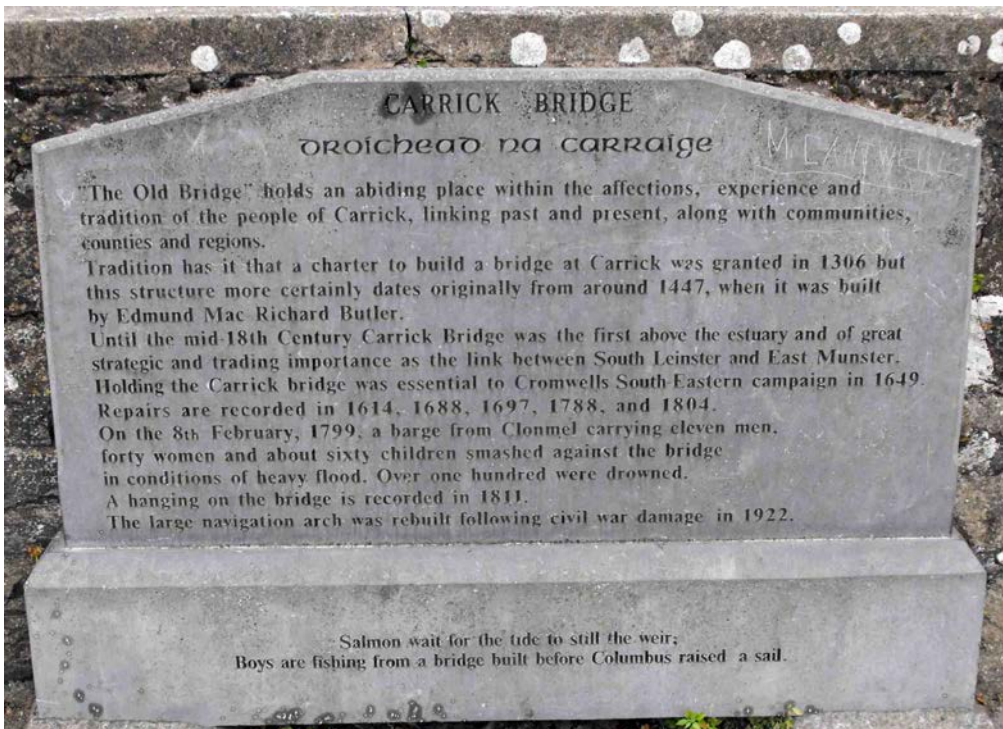 CARRICK BRIDGE
DROICHEAD NA CARRAIGE
M CANTWELL
"The Old Bridge" holds an abiding place within the affections, experience and
tradition of the people of Carrick, linking past and present, along with communities,
counties and regions.
Tradition has it that a charter to build a bridge at Carrick was granted in 1306 but
this structure more certainly dates originally from around 1447, when it was built
by Edmund Mac Richard Butler.
Until the mid-18th Century Carrick Bridge was the first above the estuary and of great
strategic and trading importance as the link between South Leinster and East Munster.
Holding the Carrick bridge was essential to Cromwells South-Eastern campaign in 1649.
Repairs are recorded in 1614, 1688, 1697, 1788, and 1804.
On the 8th February, 1799, a barge from Clonmel carrying eleven men,
forty women and about sixty children smashed against the bridge
in conditions of heavy flood. Over one hundred were drowned.
A hanging on the bridge is recorded in 1811.
The large navigation arch was rebuilt following civil war damage in 1922.
Salmon wait for the tide to still the weir;
Boys are fishing from a bridge built before Columbus raised a sail.